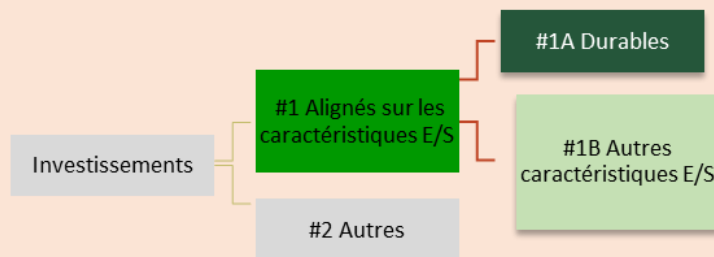 #1A Durables
#1 Alignés sur les
caractéristiques E/S
#1B Autres
caractéristiques E/S
Investissements
#2 Autres